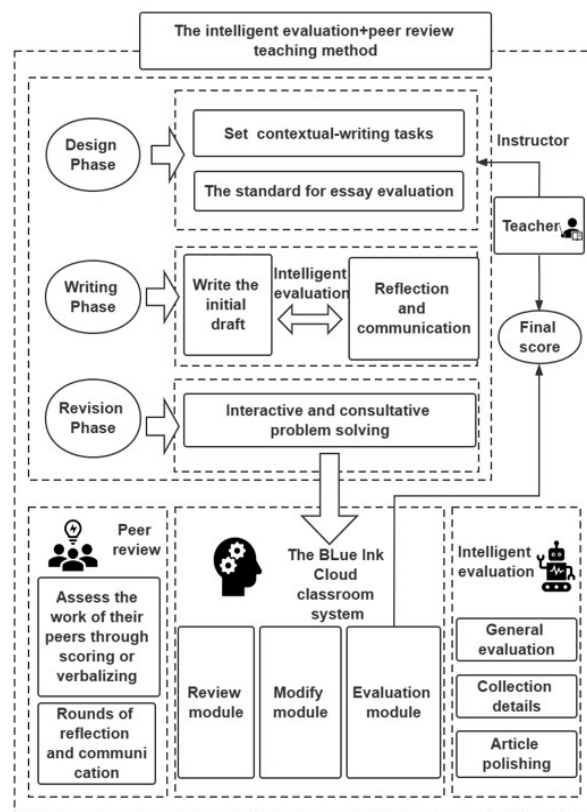 The intelligent evaluation+peer review
teaching method
Design
Phase
Set contextual-writing tasks
The standard for essay evaluation
Instructor
Teacher
Writing
Phase
Write the
initial
draft
Intelligent
evaluation
Reflection
and
communication
Final
score
Revision
Phase
Interactive and consultative
problem solving
Peer
review
Assess the
work of their
peers through
scoring or
verbalizing
Rounds of
reflection
and communi
cation
The BLue Ink
Cloud
classroom
system
Review
module
Modify
module
Evaluation
module
Intelligent
evaluation
General
evaluation
Collection
details
Article
polishing